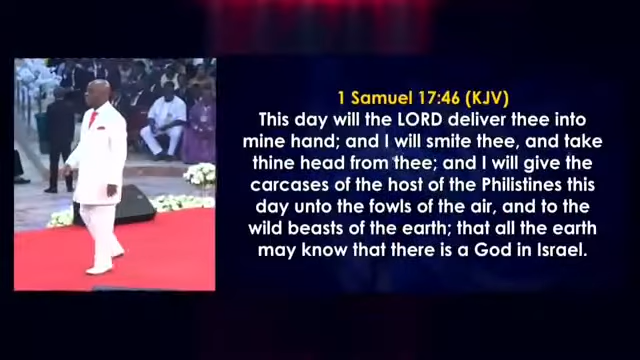 1 Samuel 17:46 (KJV)
This day will the LORD deliver thee into
mine hand; and I will smite thee, and take
thine head from thee; and I will give the
carcases of the host of the Philistines this
day unto the fowls of the air, and to the
wild beasts of the earth; that all the earth
may know that there is a God in Israel.